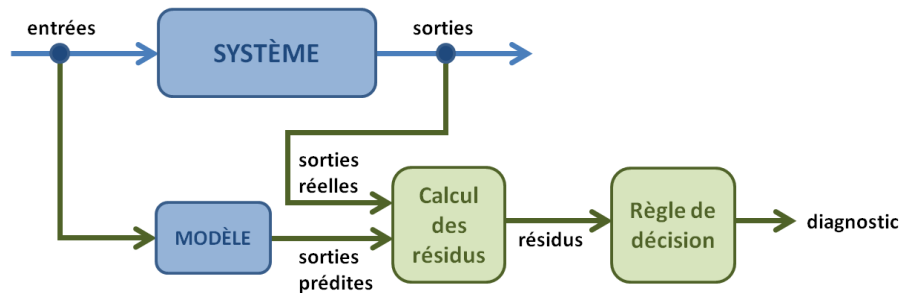 entrées
SYSTÈME
sorties
sorties
réelles
MODÈLE
sorties
prédites
Calcul
des
résidus
résidus
Règle de
décision
diagnostic